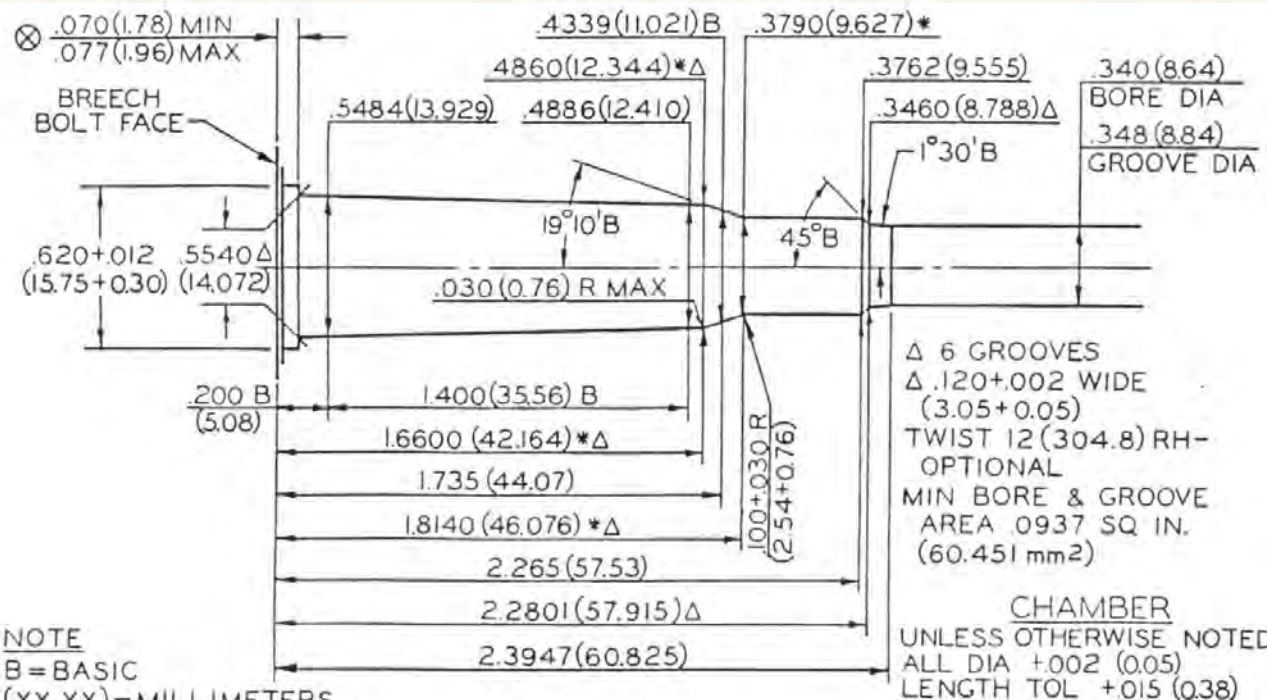 ⊗ .070(1.78) MIN
.077(1.96) MAX
.4339(11.021) B
.3790(9.627)*
.4860(12.344)*Δ
.3762(9.555)
.340(8.64)
BORE DIA
BREECH
BOLT FACE
.5484(13.929)
.4886(12.410)
.3460(8.788)Δ
1°30'B
.348(8.84)
GROOVE DIA
19°10'B
45°B
.620+.012
(15.75+0.30)
.5540Δ
(14.072)
.030(0.76) R MAX
.200 B
(5.08)
1.400(35.56) B
1.6600(42.164)*Δ
1.735(44.07)
1.8140(46.076)*Δ
.100+.030 R
(2.54+0.76)
2.265(57.53)
2.2801(57.915)Δ
2.3947(60.825)
Δ 6 GROOVES
Δ .120+.002 WIDE
(3.05+0.05)
TWIST 12(304.8) RH-
OPTIONAL
MIN BORE & GROOVE
AREA .0937 SQ IN.
(60.451 mm2)
CHAMBER
UNLESS OTHERWISE NOTED
ALL DIA +.002 (0.05)
LENGTH TOL +.015 (0.38)
NOTE
B=BASIC
(XX.XX)=MILLIMETERS